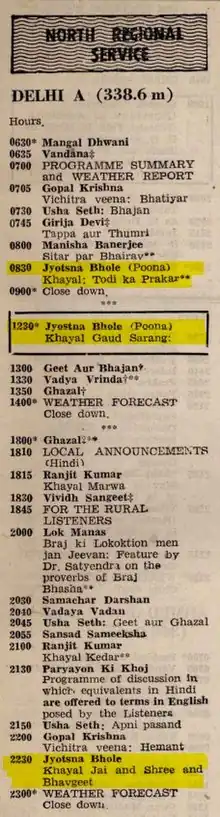 NORTH REGIONAL
SERVICE
DELHI A (338.6 m)
Hours.
0630* Mangal Dhwani
0635 Vandana‡
0700 PROGRAMME SUMMARY
and WEATHER REPORT
0705 Gopal Krishna
Vichitra veena: Bhatiyar
0730 Usha Seth: Bhajan
0745 Girija Devi‡
Tappa aur Thumri
0800 Manisha Banerjee
Sitar par Bhairav**
0830 Jyotsna Bhole (Poona)
Khayal: Todi ka Prakar**
0900* Close down.
***
1230* Jyostna Bhole (Poona)
Khayal Gaud Sarang:
1300 Geet Aur Bhajan†
1330 Vadya Vrinda†**
1350 Ghazal‡
1400* WEATHER FORECAST
Close down.
***
1800* Ghazal‡**
1810 LOCAL ANNOUNCEMENTS
(Hindi)
1815 Ranjit Kumar
Khayal Marwa
1830 Vividh Sangeet‡
1845 FOR THE RURAL
LISTENERS
2000 Lok Manas
Braj ki Lokoktion men
jan Jeevan: Feature by
Dr. Satyendra on the
proverbs of Braj
Bhasha**
2030 Samachar Darshan
2040 Vadaya Vadan
2045 Usha Seth: Geet aur Ghazal
2055 Sansad Sameeksha
2100 Ranjit Kumar
Khayal Kedar**
2130 Paryayon Ki Khoj
Programme of discussion in
which equivalents in Hindi
are offered to terms in English
posed by the Listeners
2150 Usha Seth: Apni pasand
2200 Gopal Krishna
Vichitra veena: Hemant
2230 Jyotsna Bhole
Khayal Jai and Shree and
Bhavgeet
2300* WEATHER FORECAST
Close down.